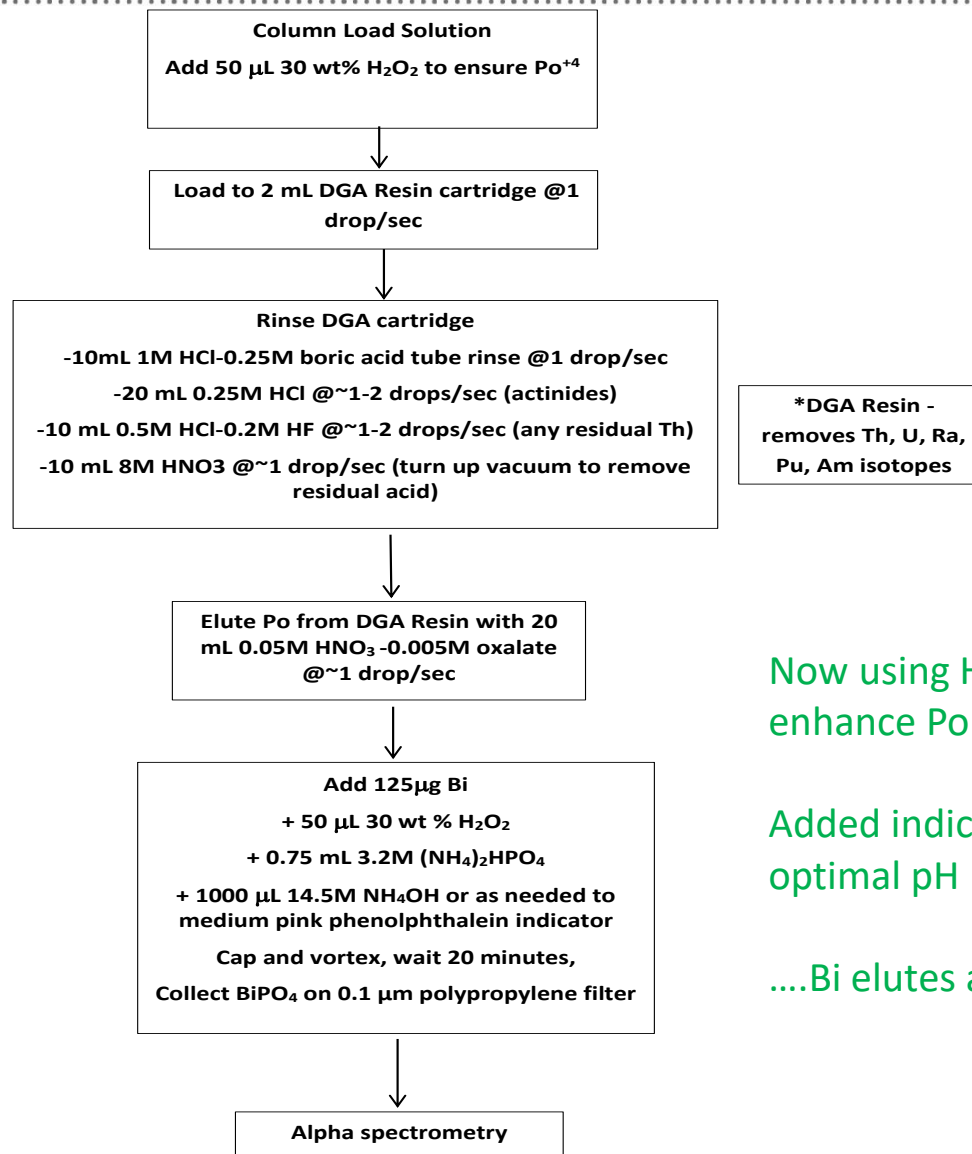 Column Load Solution
Add 50 µL 30 wt% H₂O₂ to ensure Po⁺⁴
Load to 2 mL DGA Resin cartridge @1
drop/sec
Rinse DGA cartridge
-10mL 1M HCl-0.25M boric acid tube rinse @1 drop/sec
-20 mL 0.25M HCl @~1-2 drops/sec (actinides)
-10 mL 0.5M HCl-0.2M HF @~1-2 drops/sec (any residual Th)
-10 mL 8M HNO3 @~1 drop/sec (turn up vacuum to remove
residual acid)
*DGA Resin -
removes Th, U, Ra,
Pu, Am isotopes
Elute Po from DGA Resin with 20
mL 0.05M HNO₃ -0.005M oxalate
@~1 drop/sec
Add 125µg Bi
+ 50 µL 30 wt % H₂O₂
+ 0.75 mL 3.2M (NH₄)₂HPO₄
+ 1000 µL 14.5M NH₄OH or as needed to
medium pink phenolphthalein indicator
Cap and vortex, wait 20 minutes,
Collect BiPO₄ on 0.1 µm polypropylene filter
Alpha spectrometry
Now using
enhance Po
Added
optimal pH
....Bi elutes